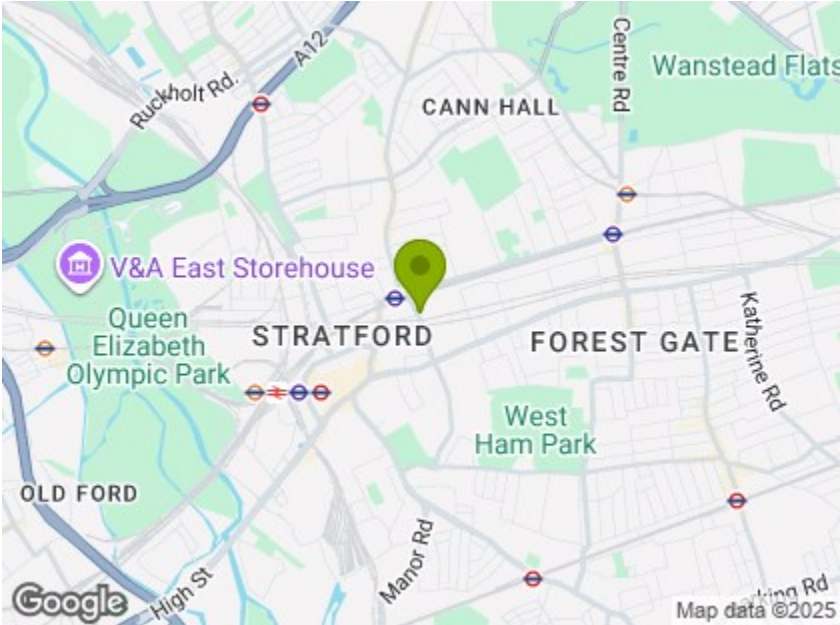 A12
Ruckholt Rd.
Centre Rd
Wanstead Flats
CANN HALL
V&A East Storehouse
Queen
Elizabeth
Olympic Park
STRATFORD
FOREST GATE
Katherine Rd
West
Ham Park
OLD FORD
Manor Rd
High St
Rd
Google
Map data ©2025